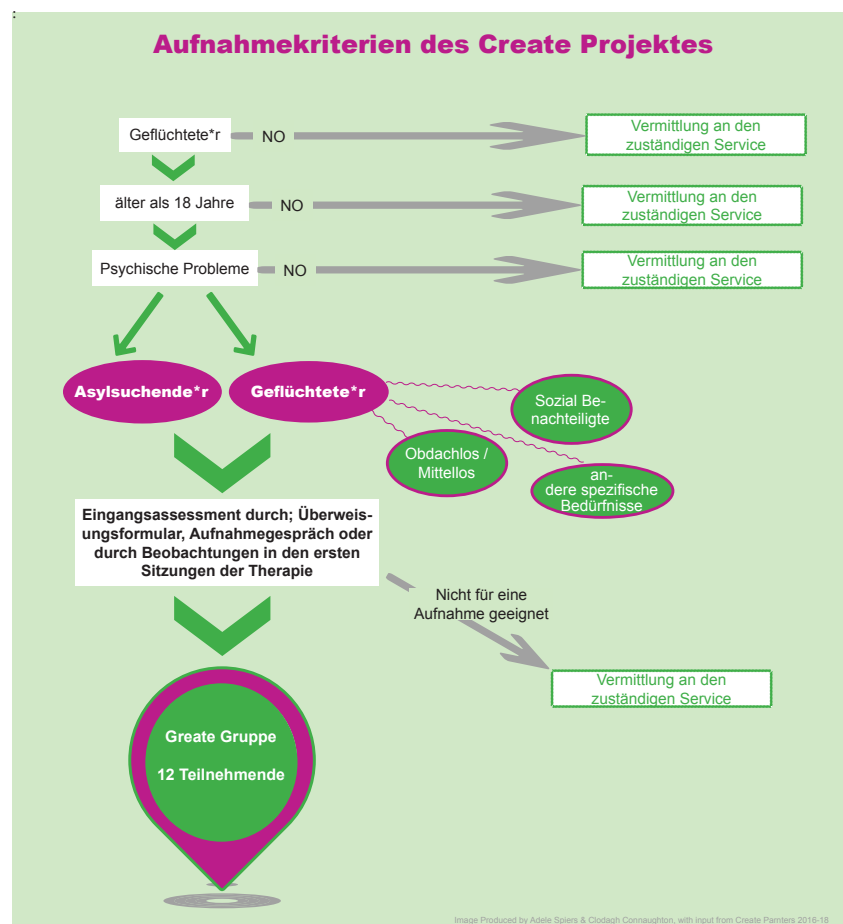 :
Aufnahmekriterien des Create Projektes
Geflüchtete*r
NO
Vermittlung an den
zuständigen Service
älter als 18 Jahre
NO
Vermittlung an den
zuständigen Service
Psychische Probleme
NO
Vermittlung an den
zuständigen Service
Asylsuchende*r
Geflüchtete*r
Sozial Be-
nachteiligte
Obdachlos /
Mittellos
an-
dere spezifische
Bedürfnisse
Eingangsassessment durch; Überweis-
ungsformular, Aufnahmegespräch oder
durch Beobachtungen in den ersten
Sitzungen der Therapie
Nicht für eine
Aufnahme geeignet
Vermittlung an den
zuständigen Service
Greate Gruppe
12 Teilnehmende
Image Produced by Adele Spiers & Clodagh Connaughton, with input from Create Parnters 2016-18